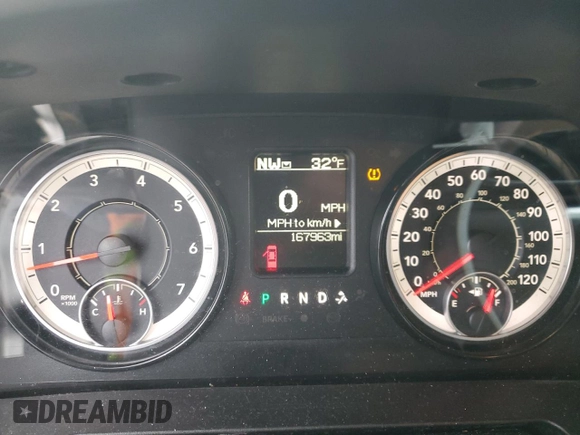 NW 32°F
0 MPH
MPH to km/h
167963mi
P R N D
0 1 2 3 4 5 6 7
RPM
x1000
C H
0 10 20 30 40 50 60 70 80 90 100 110 120
MPH
E F
DREAMBID